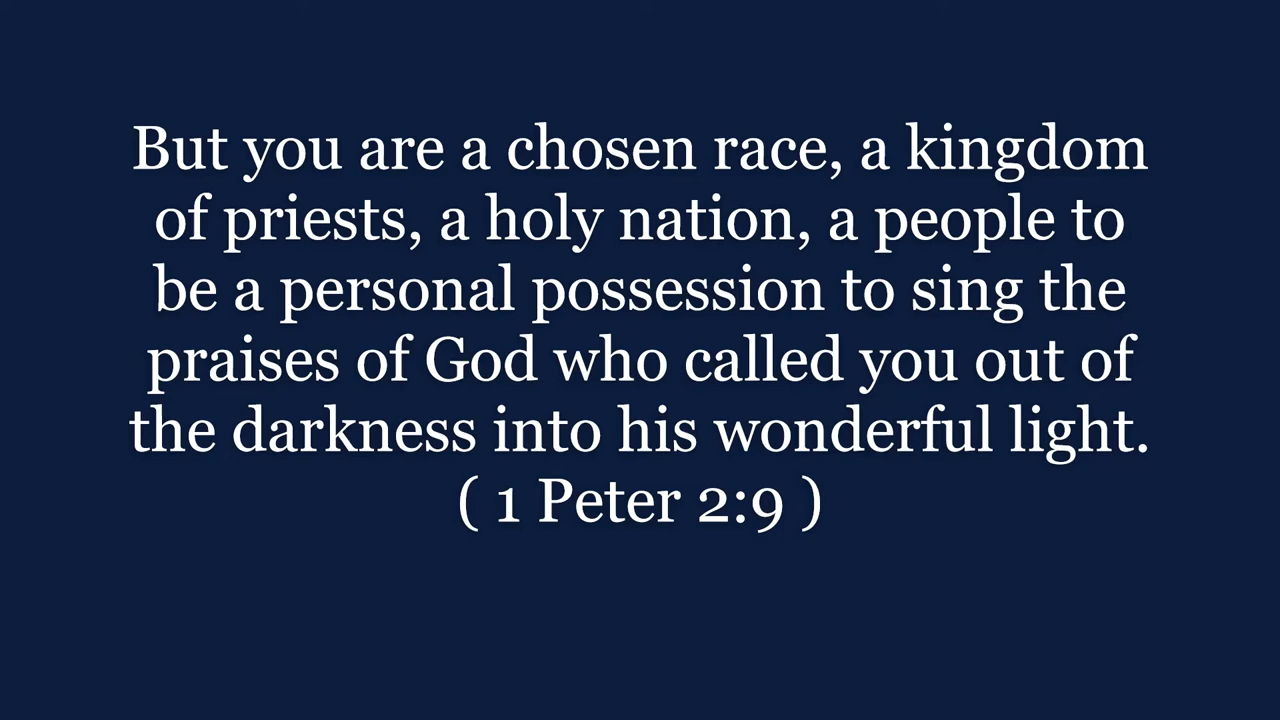 But you are a chosen race, a kingdom
of priests, a holy nation, a people to
be a personal possession to sing the
praises of God who called you out of
the darkness into his wonderful light.
( 1 Peter 2:9 )